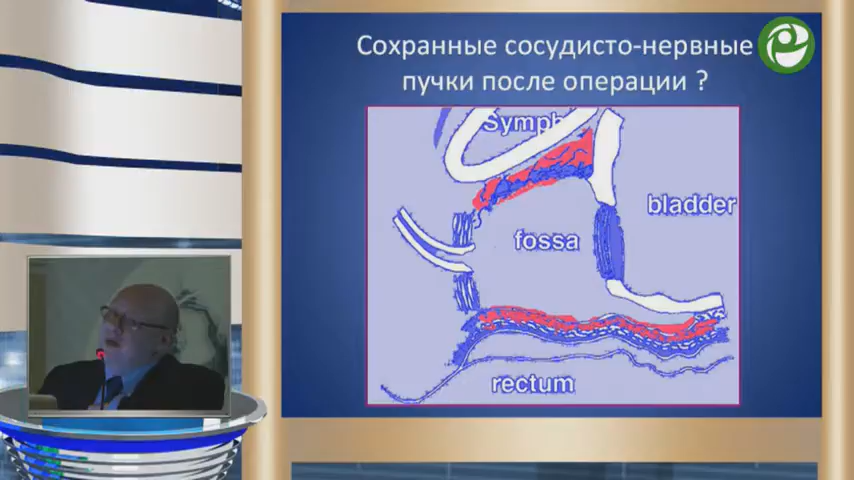 Сохранные сосудисто-нервные
пучки после операции ?
Symph
bladder
fossa
rectum